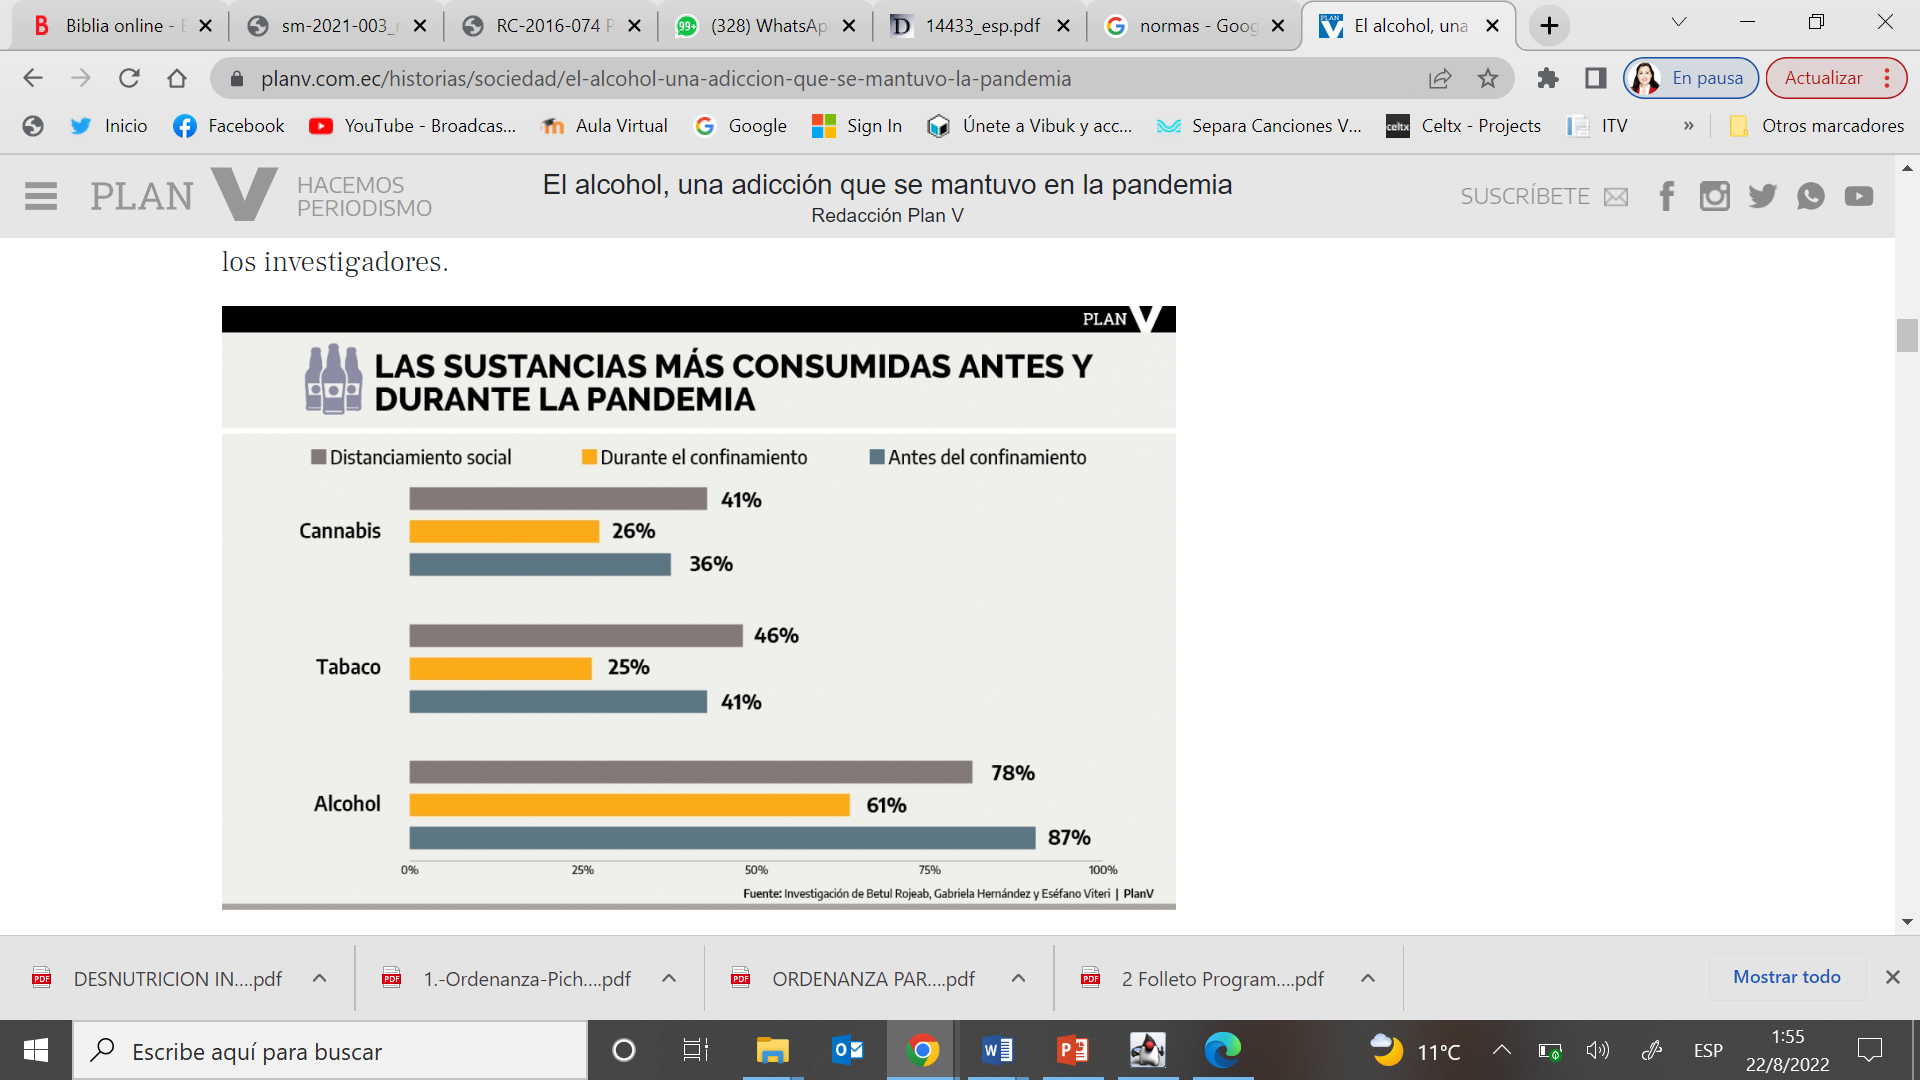 Biblia online - E
sm-2021-003_r
RC-2016-074 P
99+ (328) WhatsAp
14433_esp.pdf
normas - Goog
El alcohol, una
planv.com.ec/historias/sociedad/el-alcohol-una-adiccion-que-se-mantuvo-la-pandemia
En pausa
Actualizar
Inicio
Facebook
YouTube - Broadcas...
Aula Virtual
Google
Sign In
Únete a Vibuk y acc...
Separa Canciones V...
celtx
Celtx - Projects
ITV
»
Otros marcadores
PLAN V
HACEMOS
PERIODISMO
El alcohol, una adicción que se mantuvo en la pandemia
Redacción Plan V
SUSCRÍBETE
los investigadores.
PLAN V
LAS SUSTANCIAS MÁS CONSUMIDAS ANTES Y
DURANTE LA PANDEMIA
Distanciamiento social
Durante el confinamiento
Antes del confinamiento
41%
Cannabis
26%
36%
46%
Tabaco
25%
41%
78%
Alcohol
61%
87%
0% 25% 50% 75% 100%
Fuente: Investigación de Betul Rojeab, Gabriela Hernández y Eséfano Viteri | PlanV
DESNUTRICION IN....pdf
1.-Ordenanza-Pich....pdf
ORDENANZA PAR....pdf
2 Folleto Program....pdf
Mostrar todo
Escribe aquí para buscar
11°C
ESP
1:55
22/8/2022